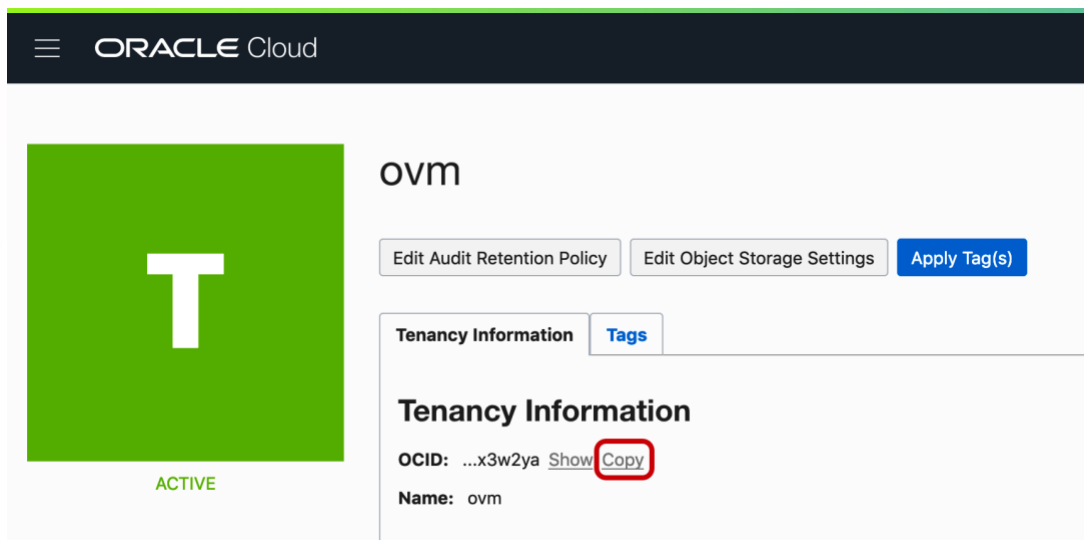 ORACLE Cloud
T
ACTIVE
ovm
Edit Audit Retention Policy Edit Object Storage Settings Apply Tag(s)
Tenancy Information Tags
Tenancy Information
OCID: ...x3w2ya Show Copy
Name: ovm